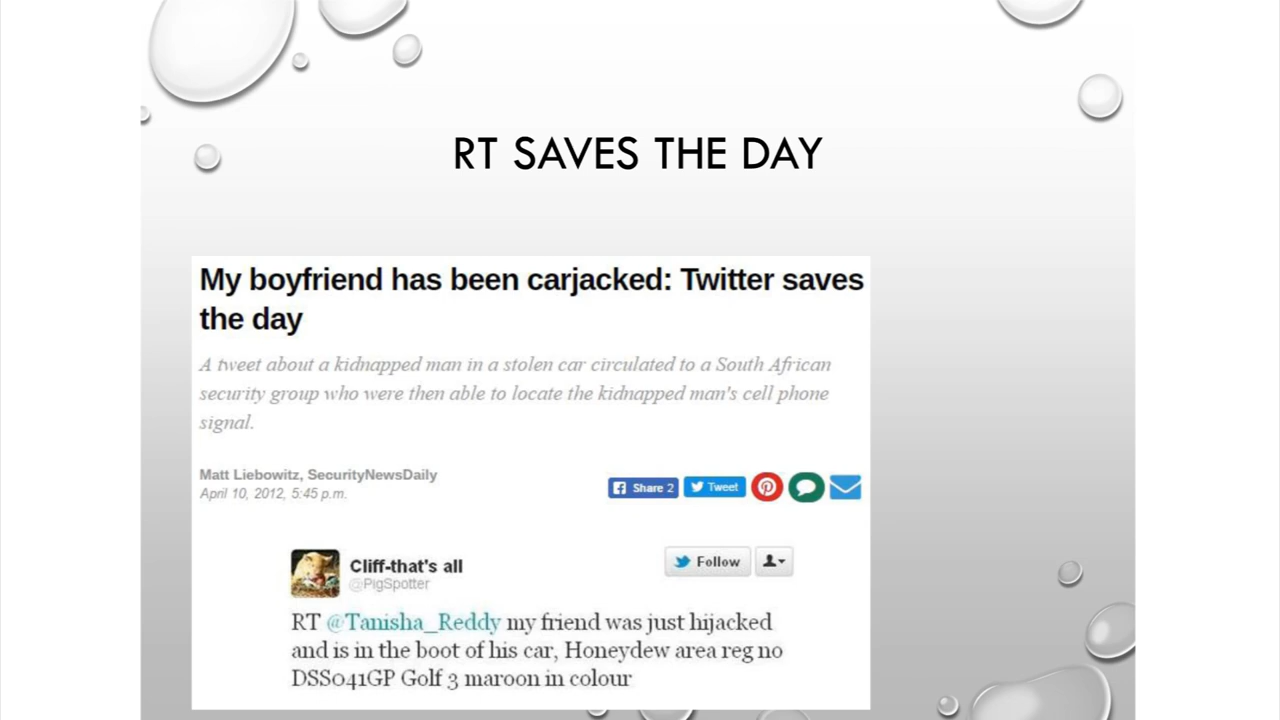 RT SAVES THE DAY
My boyfriend has been carjacked: Twitter saves
the day
A tweet about a kidnapped man in a stolen car circulated to a South African
security group who were then able to locate the kidnapped man's cell phone
signal.
Matt Liebowitz, SecurityNewsDaily
April 10, 2012, 5:45 p.m.
Share 2 Tweet
Cliff-that's all
@PigSpotter
Follow
RT @Tanisha_Reddy my friend was just hijacked
and is in the boot of his car, Honeydew area reg no
DSS041GP Golf 3 maroon in colour